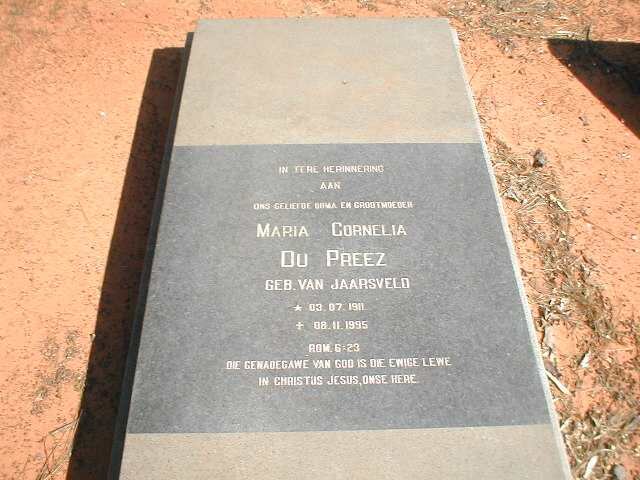 IN TERE HERINNERING
AAN
ONS GELIEFDE OUMA EN GROOTMOEDER
MARIA CORNELIA
DU PREEZ
GEB. VAN JAARSVELD
* 03.07.1911
+ 08.11.1995
ROM. 6:23
DIE GENADEGAWE VAN GOD IS DIE EWIGE LEWE
IN CHRISTUS JESUS, ONSE HERE.